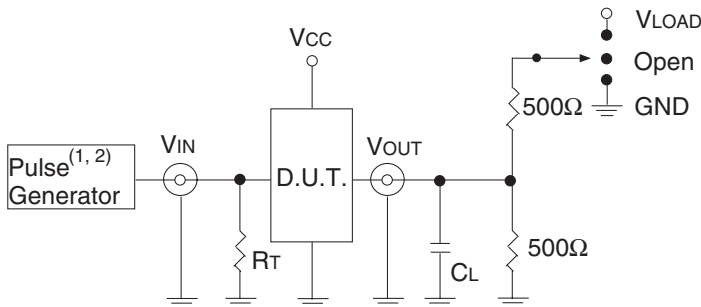 VLOAD
VCC
Open
500Ω
GND
VIN
VOUT
Pulse(1, 2)
Generator
D.U.T.
RT
CL
500Ω